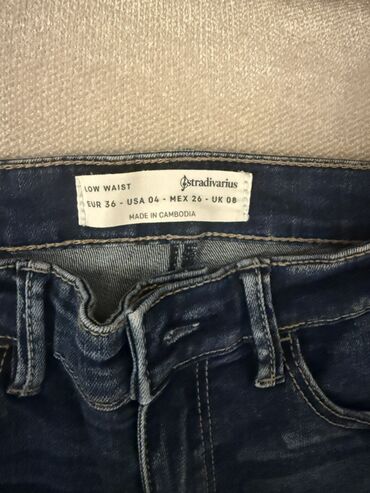 LOW WAIST stradivarius
EUR 36 - USA 04 - MEX 26 - UK 08
MADE IN CAMBODIA